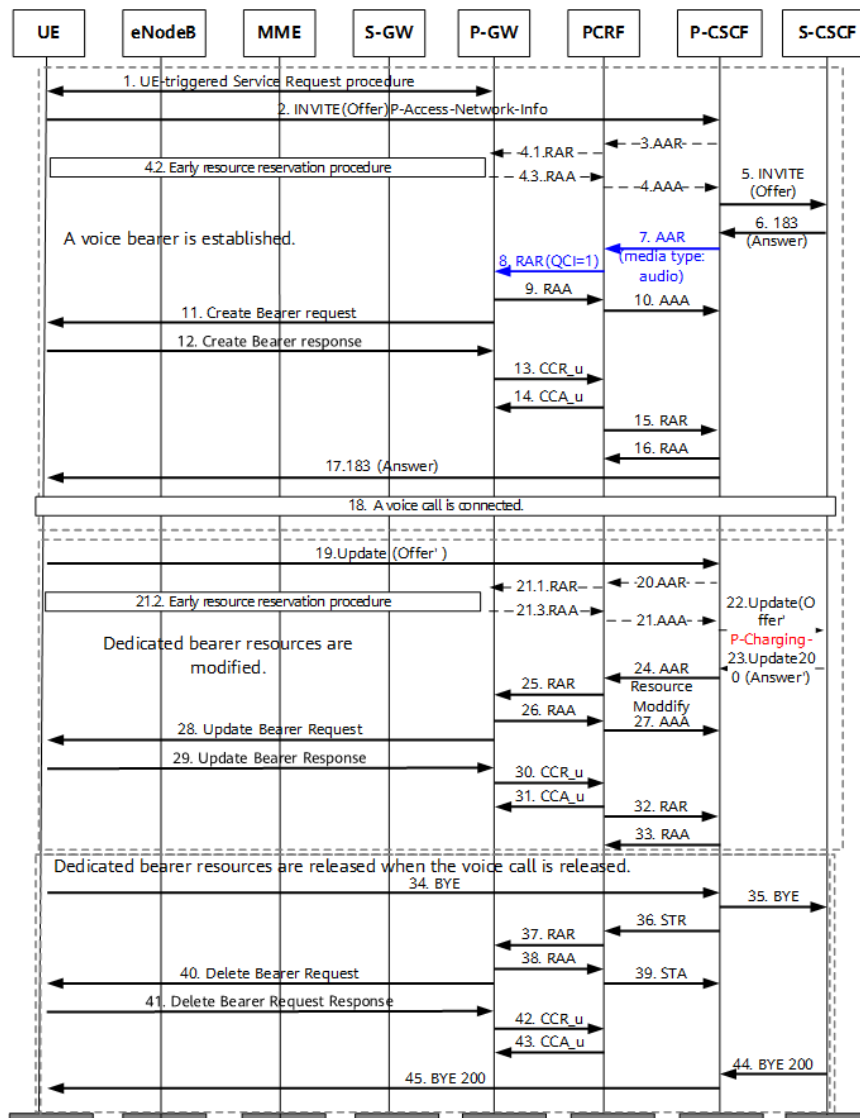 UE eNodeB MME S-GW P-GW PCRF P-CSCF S-CSCF
1. UE-triggered Service Request procedure
2. INVITE(Offer)P-Access-Network-Info
3.AAR
4.1.RAR
4.2. Early resource reservation procedure
4.3.RAA
4.AAA
5. INVITE
(Offer)
A voice bearer is established.
6. 183
(Answer)
7. AAR
(media type:
audio)
8. RAR(QCI=1)
9. RAA
10. AAA
11. Create Bearer request
12. Create Bearer response
13. CCR_u
14. CCA_u
15. RAR
16. RAA
17.183 (Answer)
18. A voice call is connected.
19.Update (Offer' )
20.AAR
21.1.RAR
21.2. Early resource reservation procedure
21.3.RAA
21.AAA
22.Update(O
ffer'
P-Charging-
23.Update20
0 (Answer')
Dedicated bearer resources are
modified.
24. AAR
Resource
Moddify
25. RAR
26. RAA
27. AAA
28. Update Bearer Request
29. Update Bearer Response
30. CCR_u
31. CCA_u
32. RAR
33. RAA
Dedicated bearer resources are released when the voice call is released.
34. BYE
35. BYE
36. STR
37. RAR
38. RAA
39. STA
40. Delete Bearer Request
41. Delete Bearer Request Response
42. CCR_u
43. CCA_u
44. BYE 200
45. BYE 200